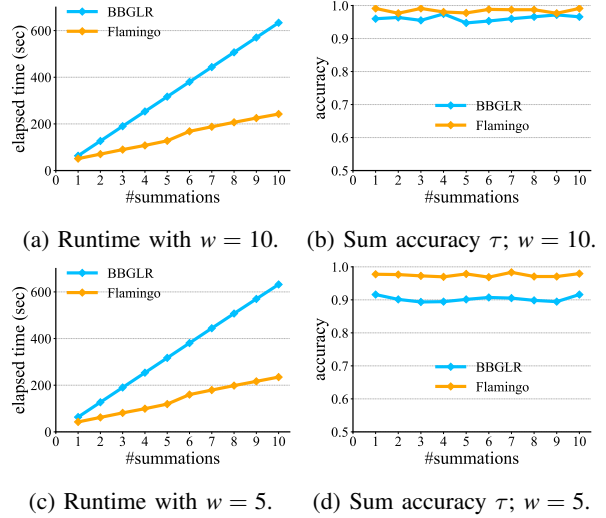 BBGLR
Flamingo
600
400
200
0
elapsed time (sec)
0 1 2 3 4 5 6 7 8 9 10
#summations
1.0
0.9
0.8
0.7
0.6
0.5
accuracy
BBGLR
Flamingo
0 1 2 3 4 5 6 7 8 9 10
#summations
(a) Runtime with w = 10.
(b) Sum accuracy τ; w = 10.
BBGLR
Flamingo
600
400
200
0
elapsed time (sec)
0 1 2 3 4 5 6 7 8 9 10
#summations
1.0
0.9
0.8
0.7
0.6
0.5
accuracy
BBGLR
Flamingo
0 1 2 3 4 5 6 7 8 9 10
#summations
(c) Runtime with w = 5.
(d) Sum accuracy τ; w = 5.